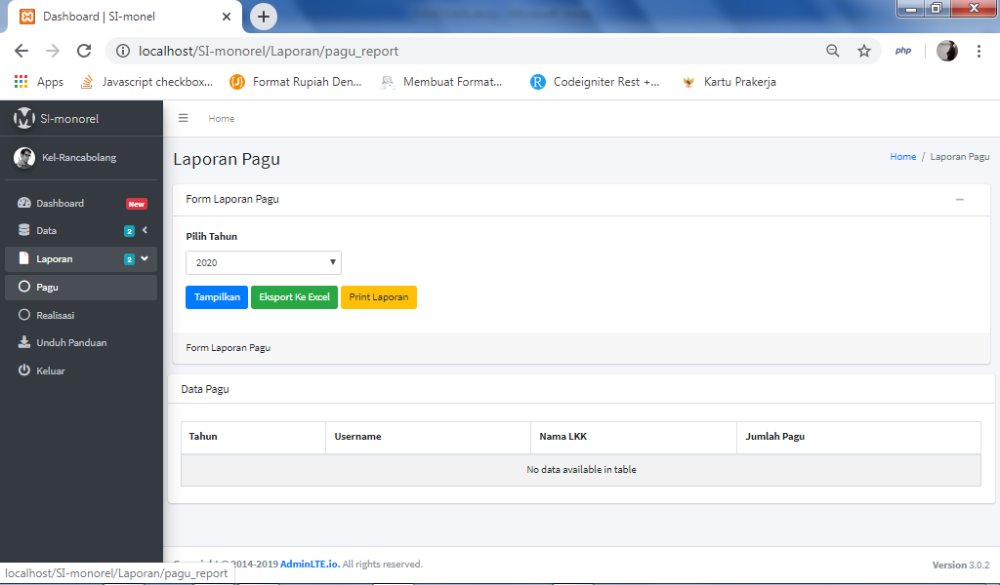 Dashboard | SI-monel
localhost/SI-monorel/Laporan/pagu_report
php
Apps
Javascript checkbox...
Format Rupiah Den...
Membuat Format...
Codeigniter Rest +...
Kartu Prakerja
SI-monorel
Home
Kel-Rancabolang
Laporan Pagu
Home / Laporan Pagu
Dashboard New
Data 2
Laporan 2
Pagu
Realisasi
Unduh Panduan
Keluar
Form Laporan Pagu
Pilih Tahun
2020
Tampilkan
Eksport Ke Excel
Print Laporan
Form Laporan Pagu
Data Pagu
Tahun Username Nama LKK Jumlah Pagu
No data available in table
2014-2019 AdminLTE.io. All rights reserved.
Version 3.0.2
localhost/SI-monorel/Laporan/pagu_report